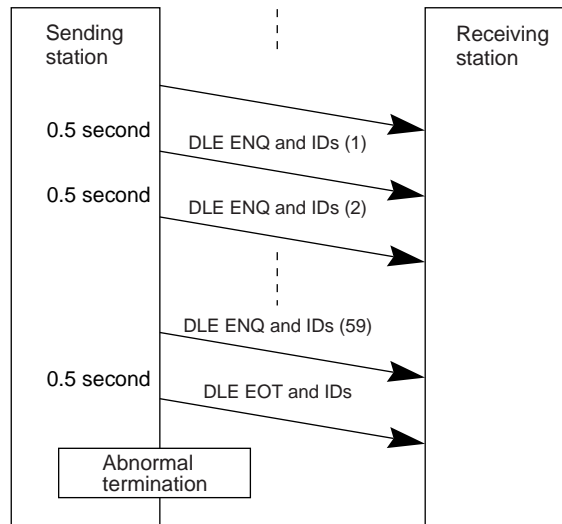 Sending
station
Receiving
station
0.5 second
DLE ENQ and IDs (1)
0.5 second
DLE ENQ and IDs (2)
DLE ENQ and IDs (59)
0.5 second
DLE EOT and IDs
Abnormal
termination